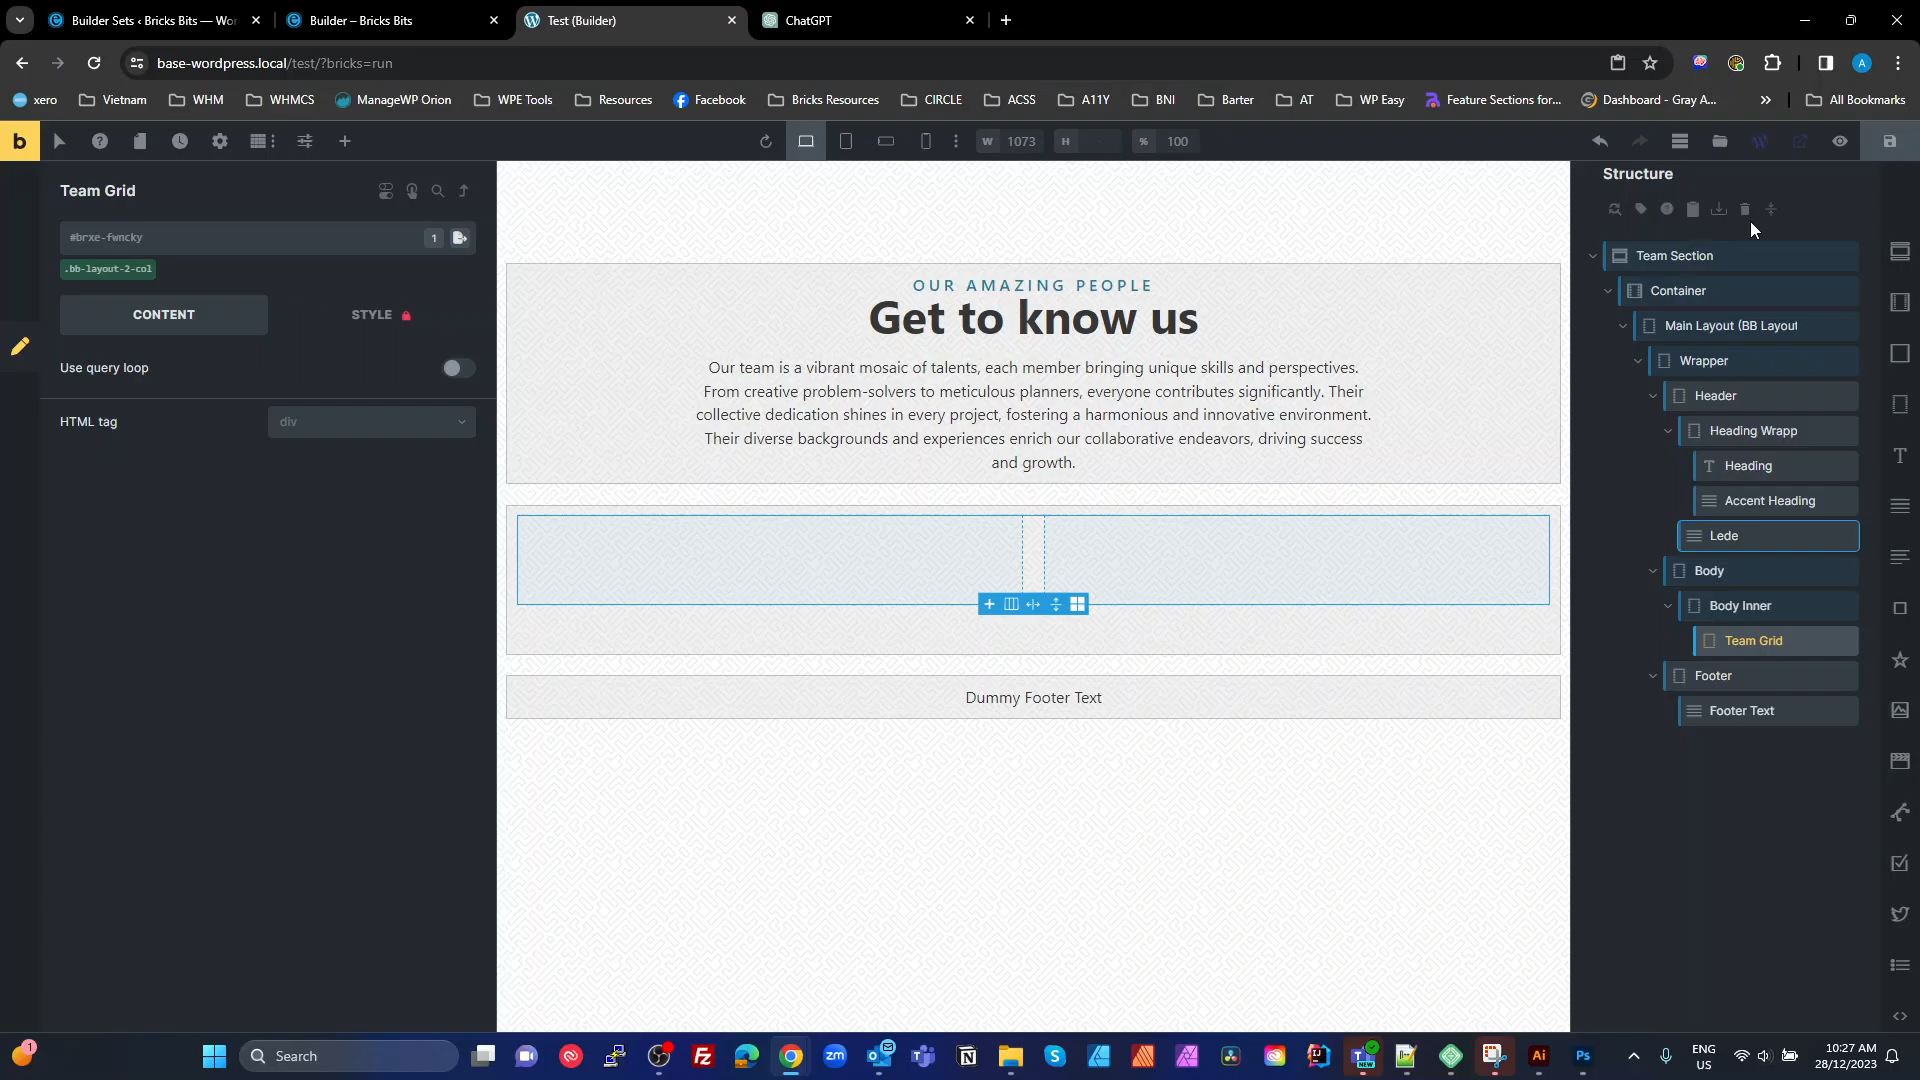 Builder Sets ‹ Bricks Bits — Wor
Builder – Bricks Bits
Test (Builder)
ChatGPT
base-wordpress.local/test/?bricks=run
A
xero
Vietnam
WHM
WHMCS
ManageWP Orion
WPE Tools
Resources
Facebook
Bricks Resources
CIRCLE
ACSS
A11Y
BNI
Barter
AT
WP Easy
Feature Sections for...
Dashboard - Gray A...
All Bookmarks
b
W 1073
H
% 100
Team Grid
#brxe-fwncky
1
.bb-layout-2-col
CONTENT
STYLE
Use query loop
HTML tag
div
OUR AMAZING PEOPLE
Get to know us
Our team is a vibrant mosaic of talents, each member bringing unique skills and perspectives.
From creative problem-solvers to meticulous planners, everyone contributes significantly. Their
collective dedication shines in every project, fostering a harmonious and innovative environment.
Their diverse backgrounds and experiences enrich our collaborative endeavors, driving success
and growth.
Dummy Footer Text
Structure
Team Section
Container
Main Layout (BB Layout
Wrapper
Header
Heading Wrapp
Heading
Accent Heading
Lede
Body
Body Inner
Team Grid
Footer
Footer Text
1
Search
zm
NEW
Ai
Ps
ENG
US
10:27 AM
28/12/2023